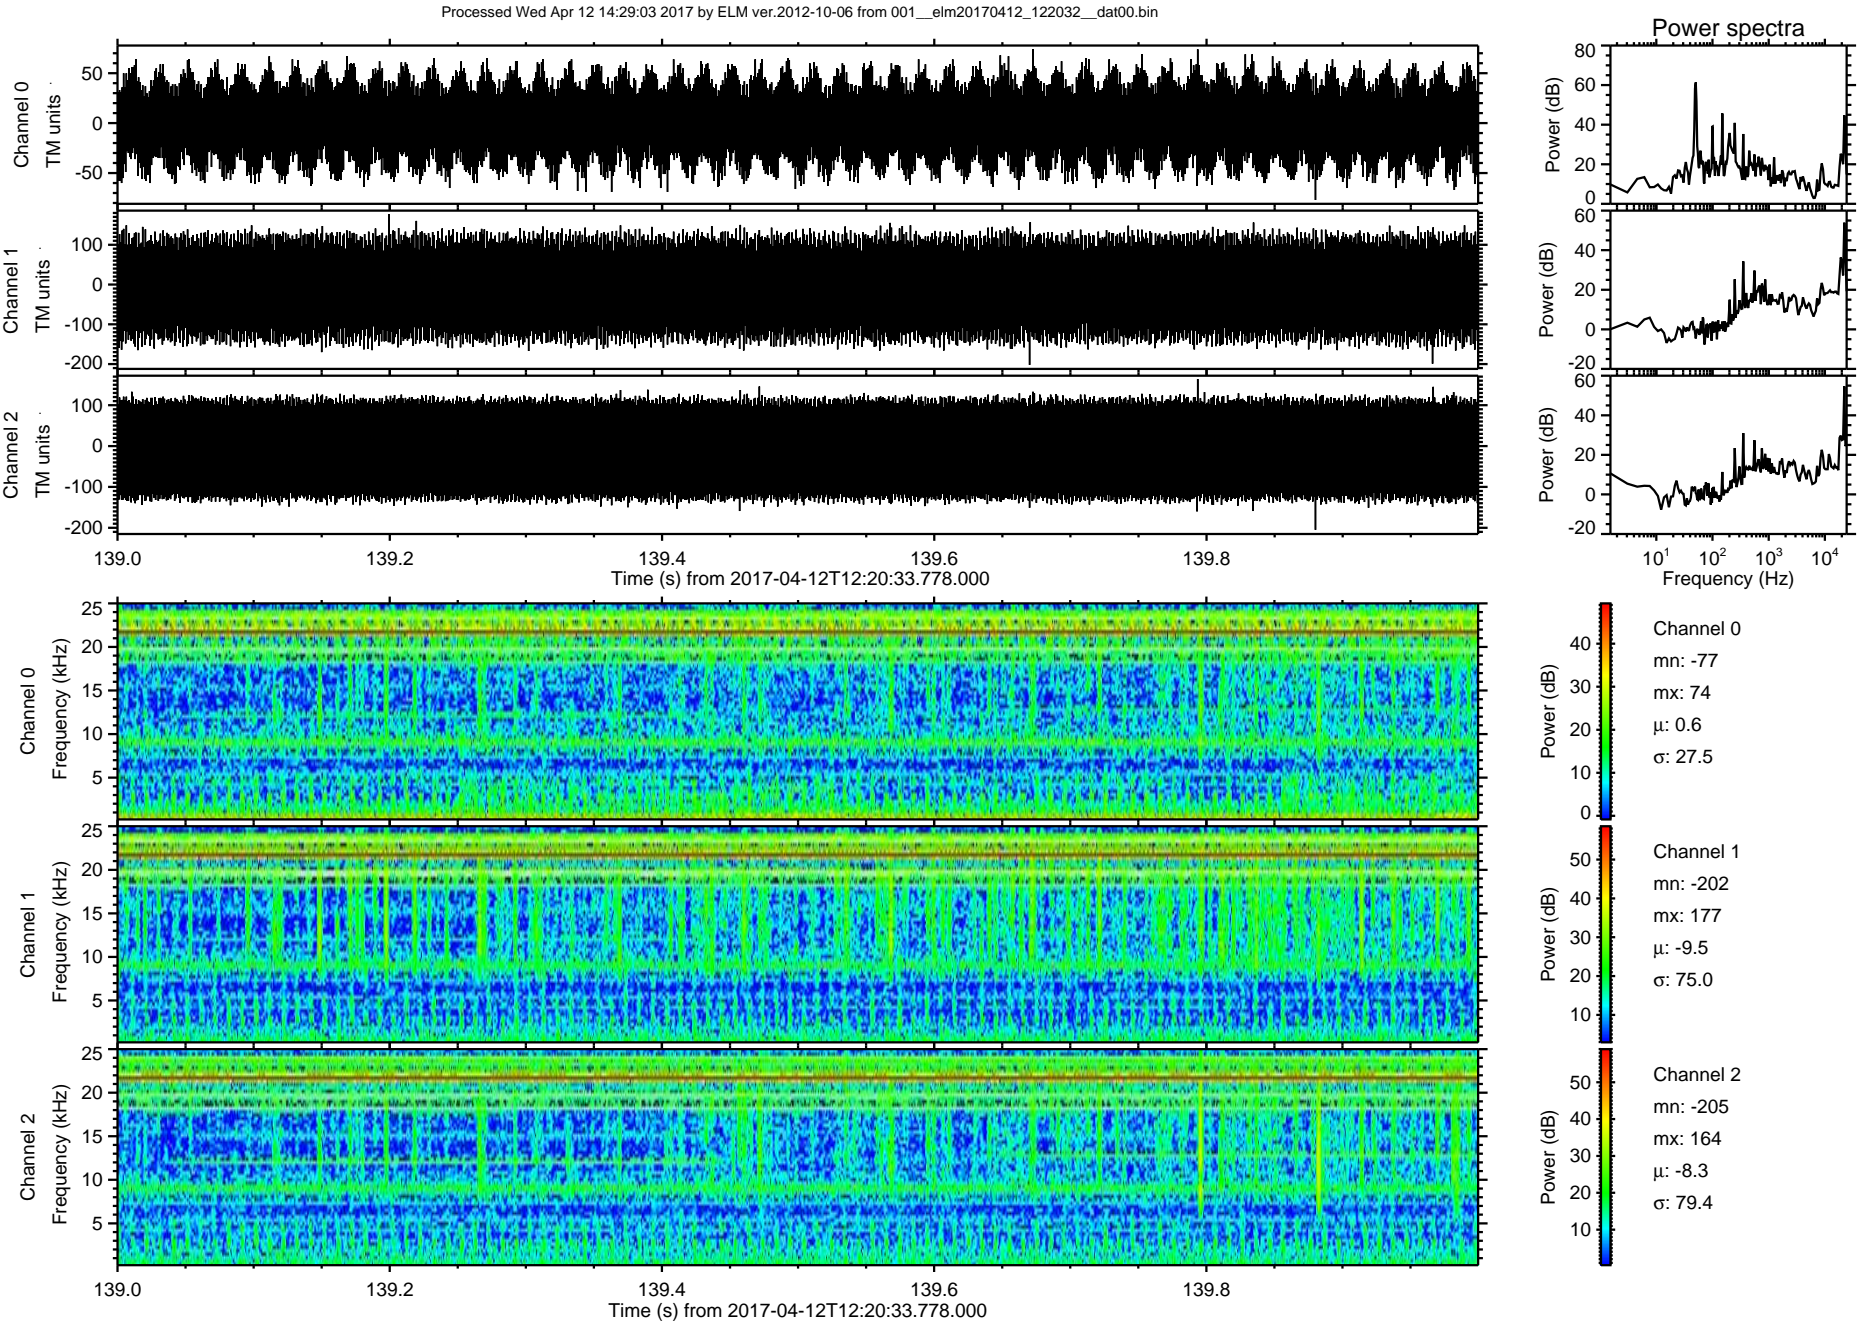 Processed Wed Apr 12 14:29:03 2017 by ELM ver.2012-10-06 from 001__elm20170412_122032__dat00.bin
Power spectra
Channel 0
TM units
50
0
-50
Power (dB)
80
60
40
20
0
Channel 1
TM units
100
0
-100
-200
Power (dB)
60
40
20
0
-20
Channel 2
TM units
100
0
-100
-200
Power (dB)
60
40
20
0
-20
139.0 139.2 139.4 139.6 139.8
Time (s) from 2017-04-12T12:20:33.778.000
10^1 10^2 10^3 10^4
Frequency (Hz)
Channel 0
Frequency (kHz)
25
20
15
10
5
Power (dB)
40
30
20
10
0
Channel 0
mn: -77
mx: 74
μ: 0.6
σ: 27.5
Channel 1
Frequency (kHz)
25
20
15
10
5
Power (dB)
50
40
30
20
10
Channel 1
mn: -202
mx: 177
μ: -9.5
σ: 75.0
Channel 2
Frequency (kHz)
25
20
15
10
5
Power (dB)
50
40
30
20
10
Channel 2
mn: -205
mx: 164
μ: -8.3
σ: 79.4
139.0 139.2 139.4 139.6 139.8
Time (s) from 2017-04-12T12:20:33.778.000